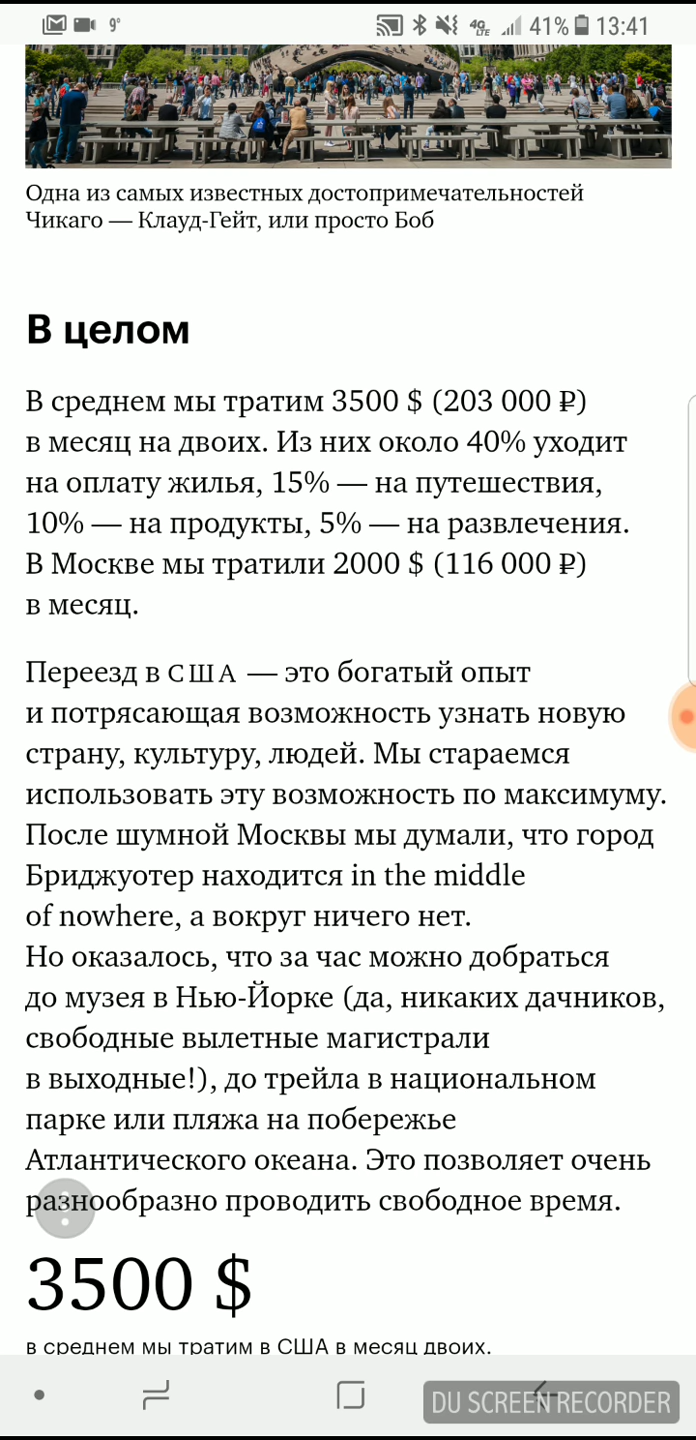 9°
4G LTE 41% 13:41
Одна из самых известных достопримечательностей
Чикаго — Клауд-Гейт, или просто Боб
В целом
В среднем мы тратим 3500 $ (203 000 ₽)
в месяц на двоих. Из них около 40% уходит
на оплату жилья, 15% — на путешествия,
10% — на продукты, 5% — на развлечения.
В Москве мы тратили 2000 $ (116 000 ₽)
в месяц.
Переезд в США — это богатый опыт
и потрясающая возможность узнать новую
страну, культуру, людей. Мы стараемся
использовать эту возможность по максимуму.
После шумной Москвы мы думали, что город
Бриджуотер находится in the middle
of nowhere, а вокруг ничего нет.
Но оказалось, что за час можно добраться
до музея в Нью-Йорке (да, никаких дачников,
свободные вылетные магистрали
в выходные!), до трейла в национальном
парке или пляжа на побережье
Атлантического океана. Это позволяет очень
разнообразно проводить свободное время.
3500 $
в среднем мы тратим в США в месяц двоих.
DU SCREEN RECORDER